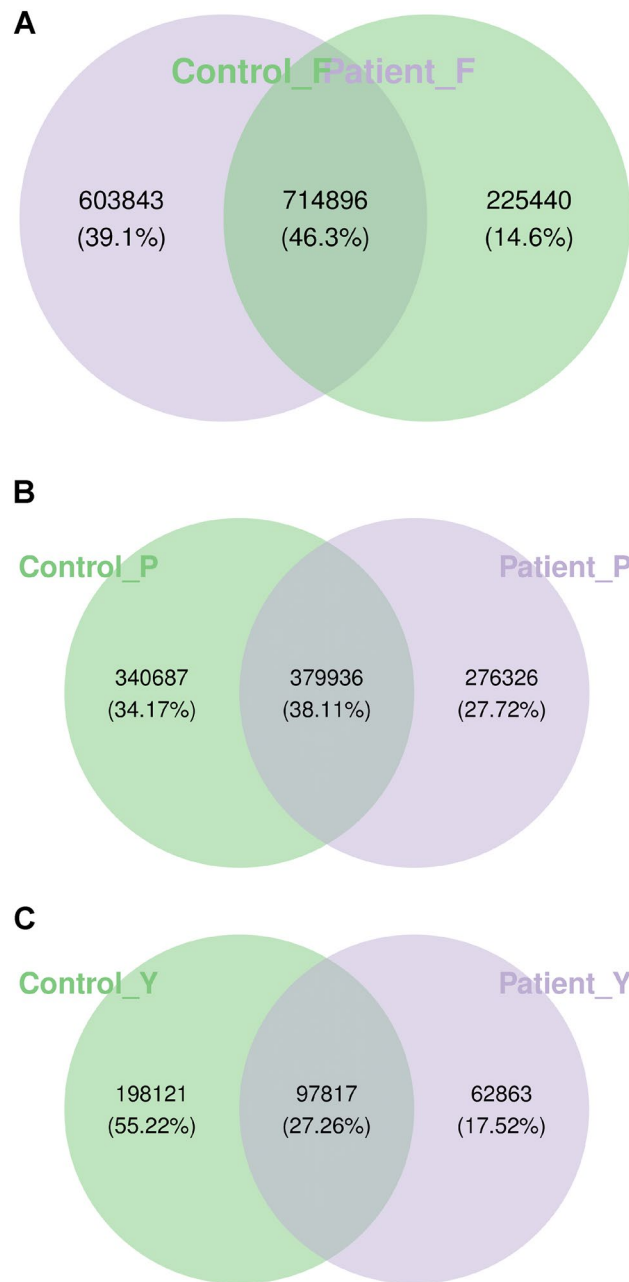 A
Control_F Patient_F
603843 714896 225440
(39.1%) (46.3%) (14.6%)
B
Control_P Patient_P
340687 379936 276326
(34.17%) (38.11%) (27.72%)
C
Control_Y Patient_Y
198121 97817 62863
(55.22%) (27.26%) (17.52%)